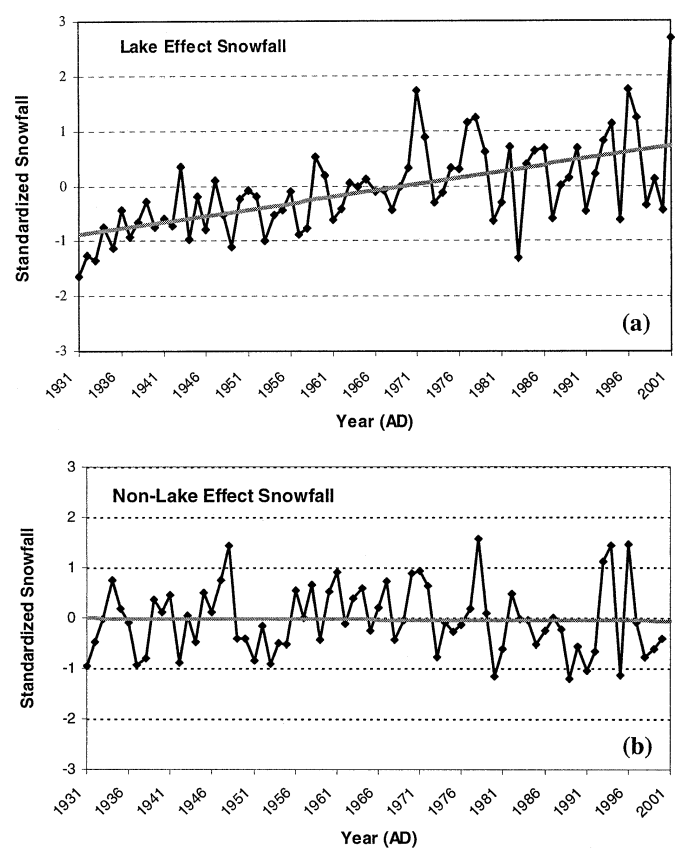 3
Lake Effect Snowfall
2
1
0
-1
-2
-3
Standardized Snowfall
(a)
1931 1936 1941 1946 1951 1956 1961 1966 1971 1976 1981 1986 1991 1996 2001
Year (AD)
3
Non-Lake Effect Snowfall
2
1
0
-1
-2
-3
Standardized Snowfall
(b)
1931 1936 1941 1946 1951 1956 1961 1966 1971 1976 1981 1986 1991 1996 2001
Year (AD)